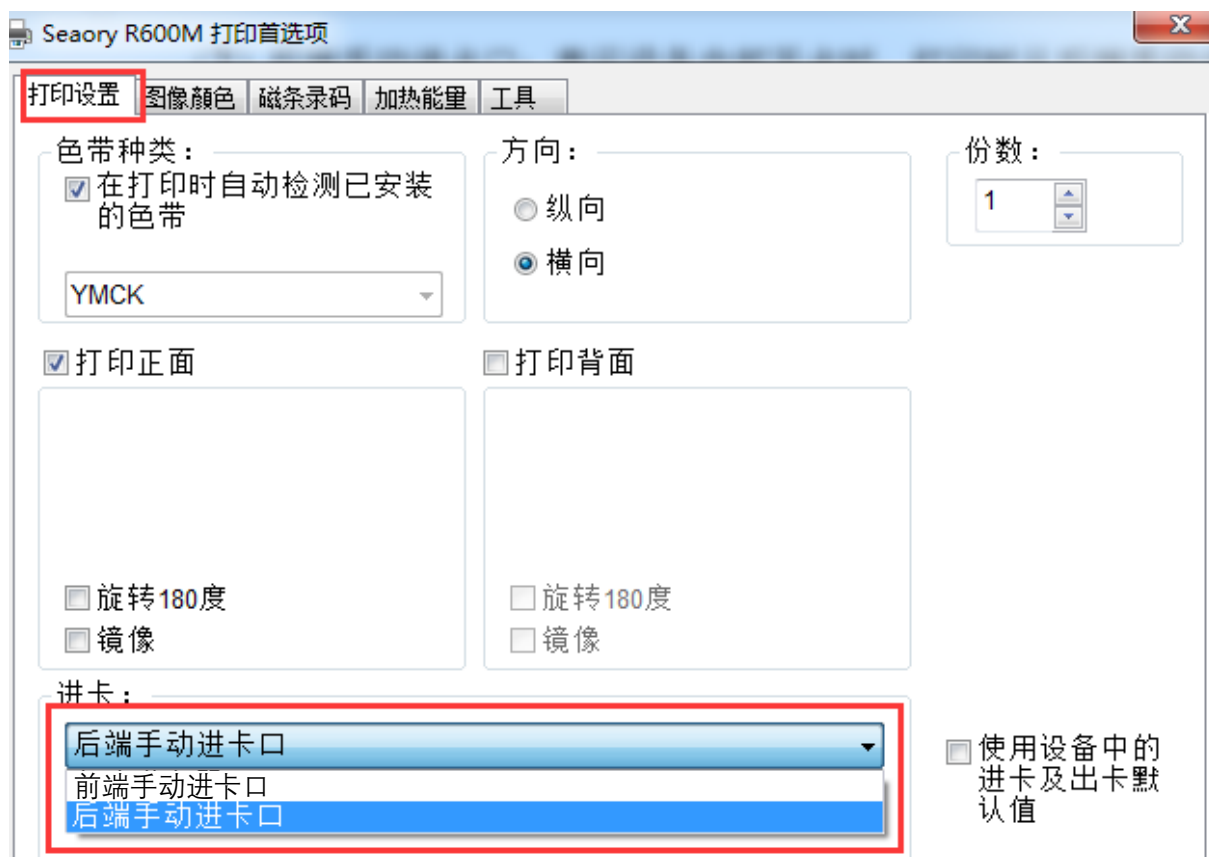 Seaory R600M 打印首选项
打印设置 图像顏色 磁条录码 加热能量 工具
色带种类：
在打印时自动检测已安装
的色带
YMCK
方向：
纵向
横向
份数：
1
打印正面
旋转180度
镜像
打印背面
旋转180度
镜像
进卡：
后端手动进卡口
前端手动进卡口
后端手动进卡口
使用设备中的
进卡及出卡默
认值